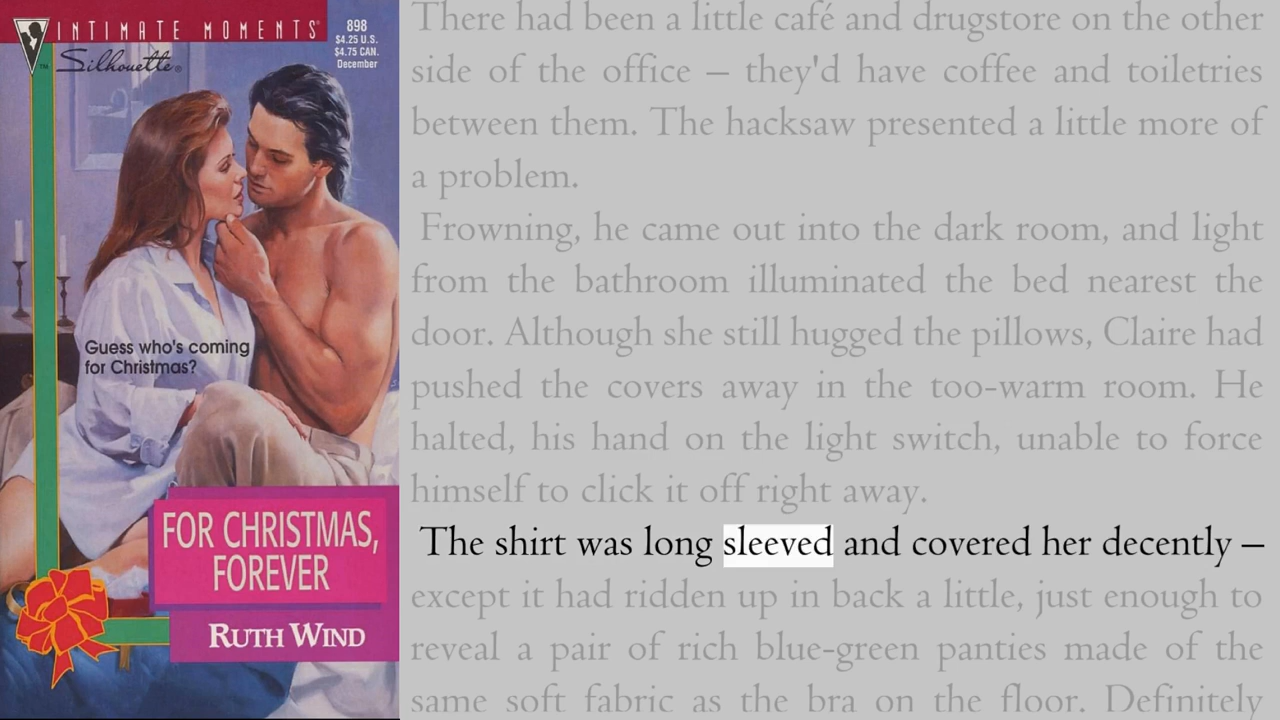 INTIMATE MOMENTS®
898
$4.25 U.S.
$4.75 CAN.
December
TM
Silhouette®
Guess who's coming
for Christmas?
FOR CHRISTMAS,
FOREVER
RUTH WIND
There had been a little café and drugstore on the other
side of the office – they'd have coffee and toiletries
between them. The hacksaw presented a little more of
a problem.
Frowning, he came out into the dark room, and light
from the bathroom illuminated the bed nearest the
door. Although she still hugged the pillows, Claire had
pushed the covers away in the too-warm room. He
halted, his hand on the light switch, unable to force
himself to click it off right away.
The shirt was long sleeved and covered her decently –
except it had ridden up in back a little, just enough to
reveal a pair of rich blue-green panties made of the
same soft fabric as the bra on the floor. Definitely